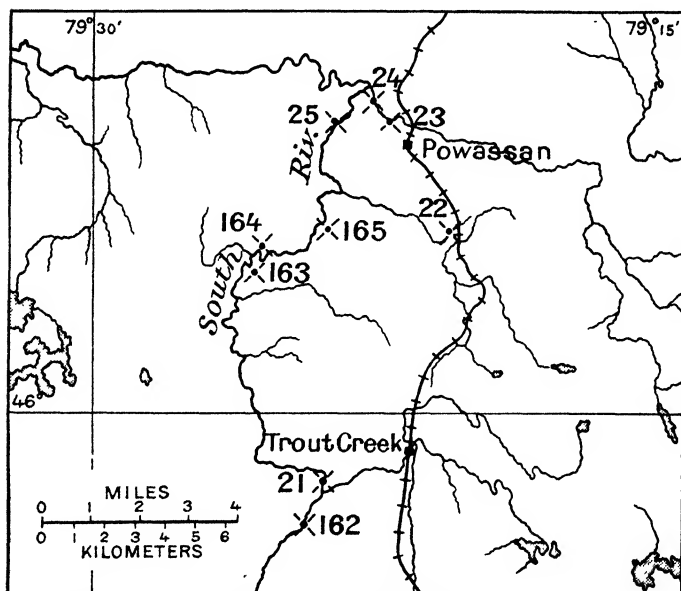 79°30′
79°15′
24
25
23
Riv.
Powassan
22
164
165
163
South
46°
Trout Creek
21
162
MILES
0 1 2 3 4
0 1 2 3 4 5 6
KILOMETERS